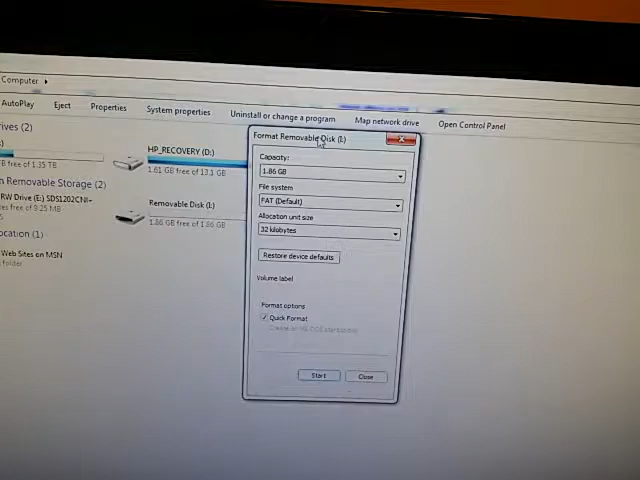 Computer
AutoPlay Eject Properties System properties Uninstall or change a program Map network drive Open Control Panel
rives (2)
B free of 1.35 TB
HP_RECOVERY (D:)
1.61 GB free of 13.1 GB
h Removable Storage (2)
RW Drive (E:) SDS1202CNI-
es free of 9.25 MB
Removable Disk (I:)
1.86 GB free of 1.86 GB
ocation (1)
Web Sites on MSN
folder
Format Removable Disk (I:)
Capacity:
1.86 GB
File system
FAT (Default)
Allocation unit size
32 kilobytes
Restore device defaults
Volume label
Format options
Quick Format
Create an MS-DOS startup disk
Start Close